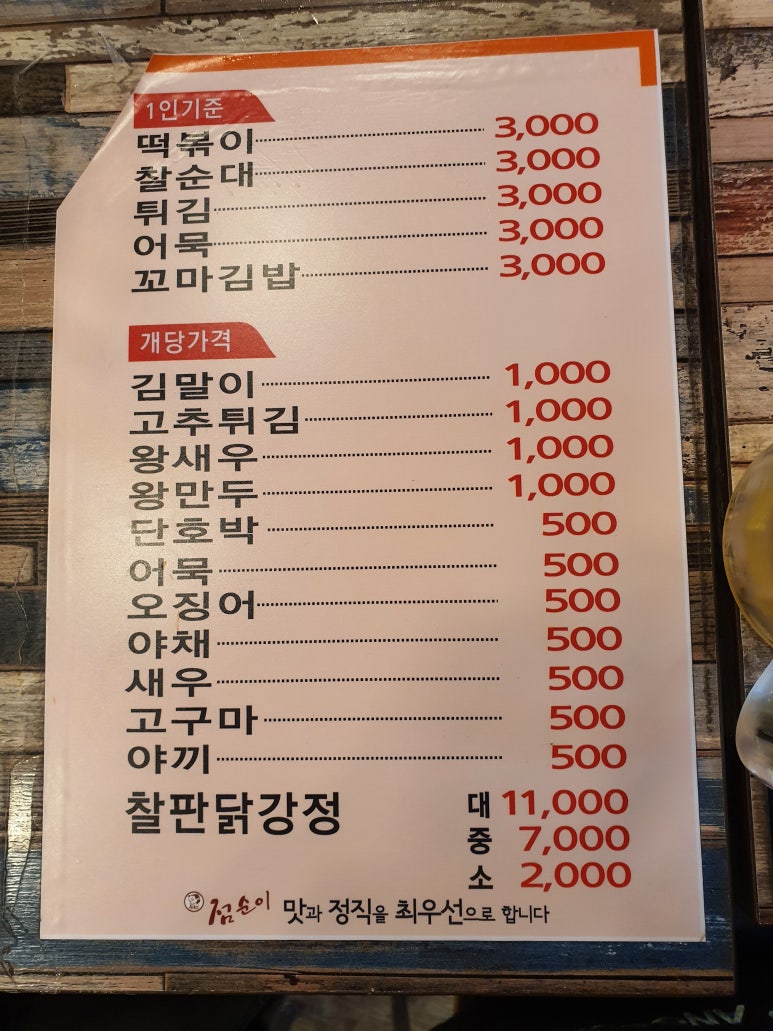 1인기준
떡볶이 3,000
찰순대 3,000
튀김 3,000
어묵 3,000
꼬마김밥 3,000
개당가격
김말이 1,000
고추튀김 1,000
왕새우 1,000
왕만두 1,000
단호박 500
어묵 500
오징어 500
야채 500
새우 500
고구마 500
야끼 500
찰판닭강정 대 11,000
중 7,000
소 2,000
점순이 맛과 정직을 최우선으로 합니다